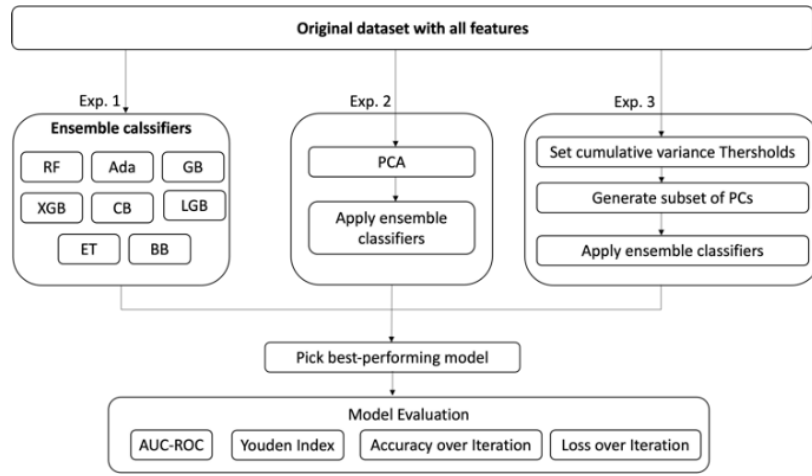 Original dataset with all features
Exp. 1
Exp. 2
Exp. 3
Ensemble calssifiers
RF
Ada
GB
XGB
CB
LGB
ET
BB
PCA
Apply ensemble
classifiers
Set cumulative variance Thersholds
Generate subset of PCs
Apply ensemble classifiers
Pick best-performing model
Model Evaluation
AUC-ROC
Youden Index
Accuracy over Iteration
Loss over Iteration